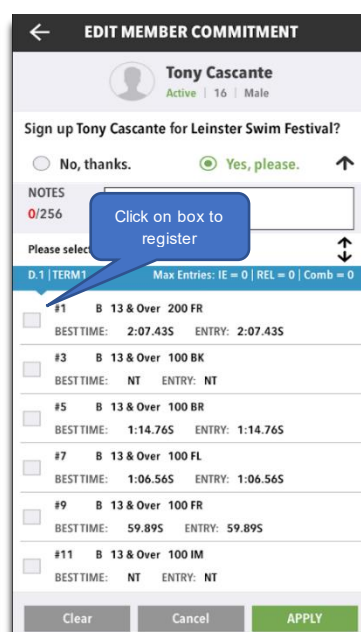 EDIT MEMBER COMMITMENT
Tony Cascante
Active | 16 | Male
Sign up Tony Cascante for Leinster Swim Festival?
No, thanks. Yes, please.
NOTES
0/256
Click on box to
register
Please selec
D.1 | TERM1 Max Entries: IE = 0 | REL = 0 | Comb = 0
#1 B 13 & Over 200 FR
BESTTIME: 2:07.43S ENTRY: 2:07.43S
#3 B 13 & Over 100 BK
BESTTIME: NT ENTRY: NT
#5 B 13 & Over 100 BR
BESTTIME: 1:14.76S ENTRY: 1:14.76S
#7 B 13 & Over 100 FL
BESTTIME: 1:06.56S ENTRY: 1:06.56S
#9 B 13 & Over 100 FR
BESTTIME: 59.89S ENTRY: 59.89S
#11 B 13 & Over 100 IM
BESTTIME: NT ENTRY: NT
Clear Cancel APPLY